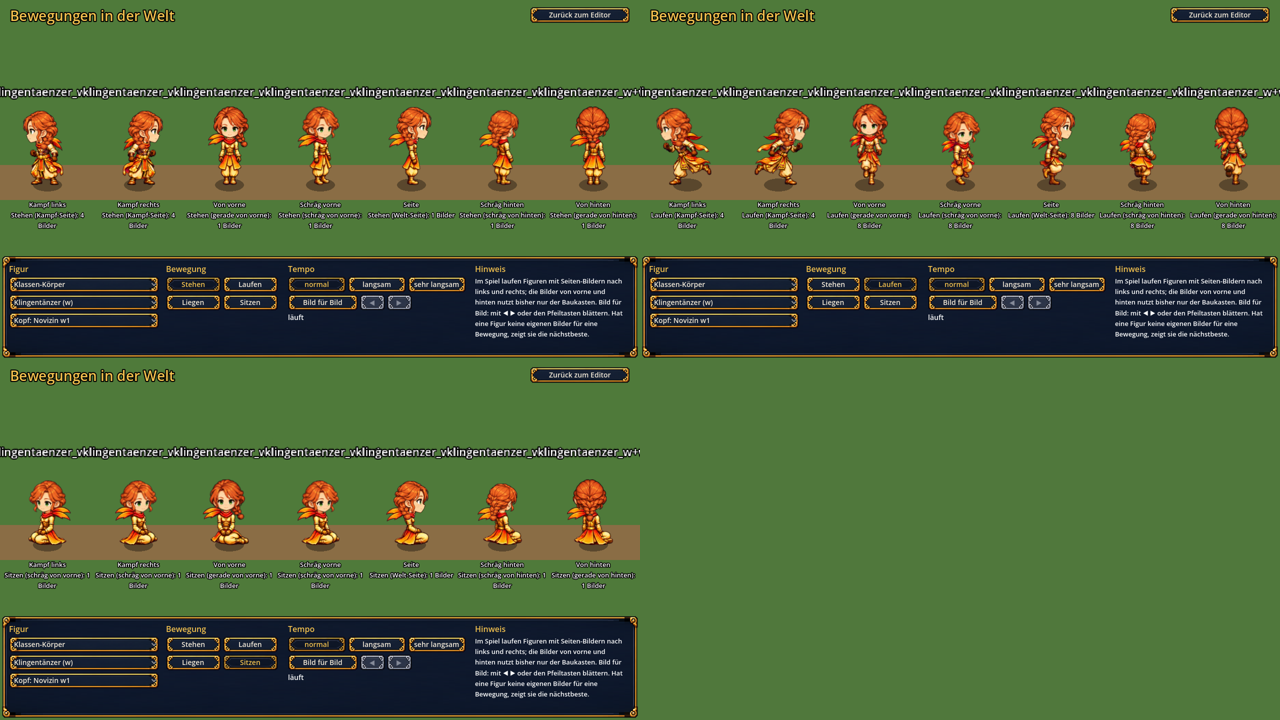 Bewegungen in der Welt
Zurück zum Editor
ingentaenzer_vklingentaenzer_vklingentaenzer_vklingentaenzer_vklingentaenzer_vklingentaenzer_vklingentaenzer_w+
Kampf links
Stehen (Kampf-Seite): 4
Bilder
Kampf rechts
Stehen (Kampf-Seite): 4
Bilder
Von vorne
Stehen (gerade von vorne):
1 Bilder
Schräg vorne
Stehen (schräg von vorne):
1 Bilder
Seite
Stehen (Welt-Seite): 1 Bilder
Schräg hinten
Stehen (schräg von hinten):
1 Bilder
Von hinten
Stehen (gerade von hinten):
1 Bilder
Figur
Klassen-Körper
Klingentänzer (w)
Kopf: Novizin w1
Bewegung
Stehen
Laufen
Liegen
Sitzen
Tempo
normal
langsam
sehr langsam
Bild für Bild
◀
▶
läuft
Hinweis
Im Spiel laufen Figuren mit Seiten-Bildern nach
links und rechts; die Bilder von vorne und
hinten nutzt bisher nur der Baukasten. Bild für
Bild: mit ◀ ▶ oder den Pfeiltasten blättern. Hat
eine Figur keine eigenen Bilder für eine
Bewegung, zeigt sie die nächstbeste.
Bewegungen in der Welt
Zurück zum Editor
ingentaenzer_vklingentaenzer_vklingentaenzer_vklingentaenzer_vklingentaenzer_vklingentaenzer_vklingentaenzer_w+
Kampf links
Laufen (Kampf-Seite): 4
Bilder
Kampf rechts
Laufen (Kampf-Seite): 4
Bilder
Von vorne
Laufen (gerade von vorne):
8 Bilder
Schräg vorne
Laufen (schräg von vorne):
8 Bilder
Seite
Laufen (Welt-Seite): 8 Bilder
Schräg hinten
Laufen (schräg von hinten):
8 Bilder
Von hinten
Laufen (gerade von hinten):
8 Bilder
Figur
Klassen-Körper
Klingentänzer (w)
Kopf: Novizin w1
Bewegung
Stehen
Laufen
Liegen
Sitzen
Tempo
normal
langsam
sehr langsam
Bild für Bild
◀
▶
läuft
Hinweis
Im Spiel laufen Figuren mit Seiten-Bildern nach
links und rechts; die Bilder von vorne und
hinten nutzt bisher nur der Baukasten. Bild für
Bild: mit ◀ ▶ oder den Pfeiltasten blättern. Hat
eine Figur keine eigenen Bilder für eine
Bewegung, zeigt sie die nächstbeste.
Bewegungen in der Welt
Zurück zum Editor
ingentaenzer_vklingentaenzer_vklingentaenzer_vklingentaenzer_vklingentaenzer_vklingentaenzer_vklingentaenzer_w+
Kampf links
Sitzen (schräg von vorne): 1
Bilder
Kampf rechts
Sitzen (schräg von vorne): 1
Bilder
Von vorne
Sitzen (gerade von vorne): 1
Bilder
Schräg vorne
Sitzen (schräg von vorne): 1
Bilder
Seite
Sitzen (Welt-Seite): 1 Bilder
Schräg hinten
Sitzen (schräg von hinten): 1
Bilder
Von hinten
Sitzen (gerade von hinten):
1 Bilder
Figur
Klassen-Körper
Klingentänzer (w)
Kopf: Novizin w1
Bewegung
Stehen
Laufen
Liegen
Sitzen
Tempo
normal
langsam
sehr langsam
Bild für Bild
◀
▶
läuft
Hinweis
Im Spiel laufen Figuren mit Seiten-Bildern nach
links und rechts; die Bilder von vorne und
hinten nutzt bisher nur der Baukasten. Bild für
Bild: mit ◀ ▶ oder den Pfeiltasten blättern. Hat
eine Figur keine eigenen Bilder für eine
Bewegung, zeigt sie die nächstbeste.